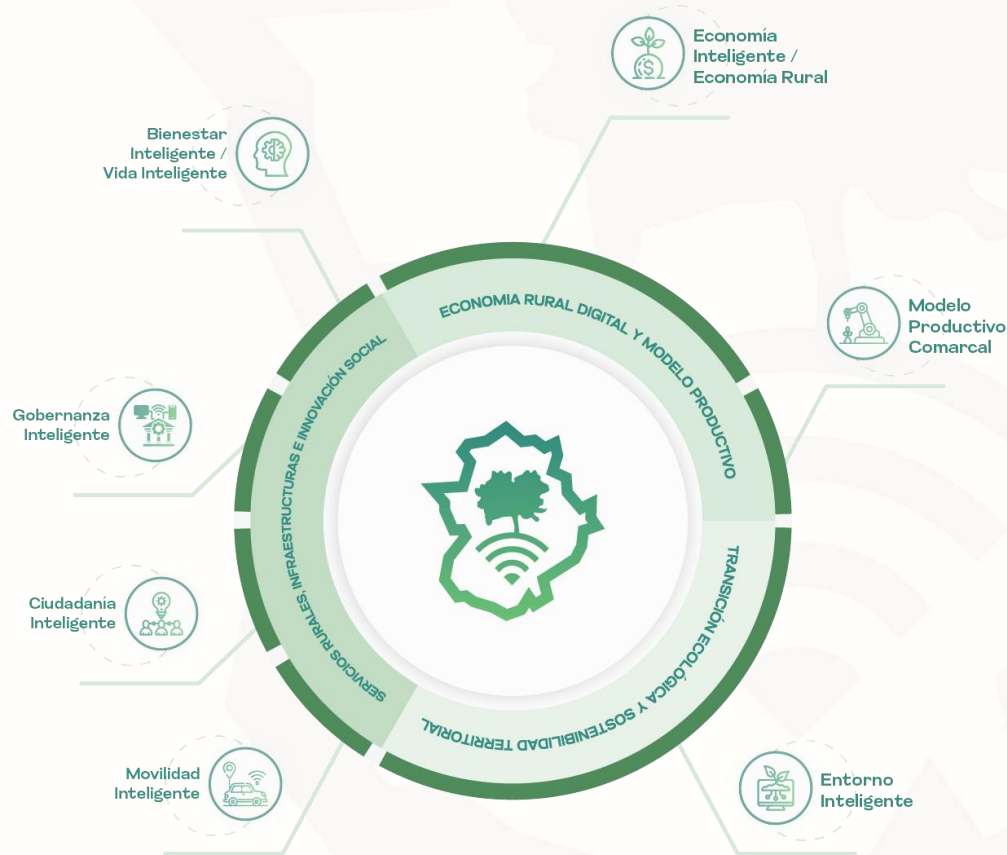 Economía
Inteligente /
Economía Rural
Bienestar
Inteligente /
Vida Inteligente
ECONOMIA RURAL DIGITAL Y MODELO PRODUCTIVO
Modelo
Productivo
Comarcal
SERVICIOS RURALES, INFRAESTRUCTURAS E INNOVACIÓN SOCIAL
Gobernanza
Inteligente
TRANSICIÓN ECOLÓGICA Y SOSTENIBILIDAD TERRITORIAL
Ciudadanía
Inteligente
Movilidad
Inteligente
Entorno
Inteligente